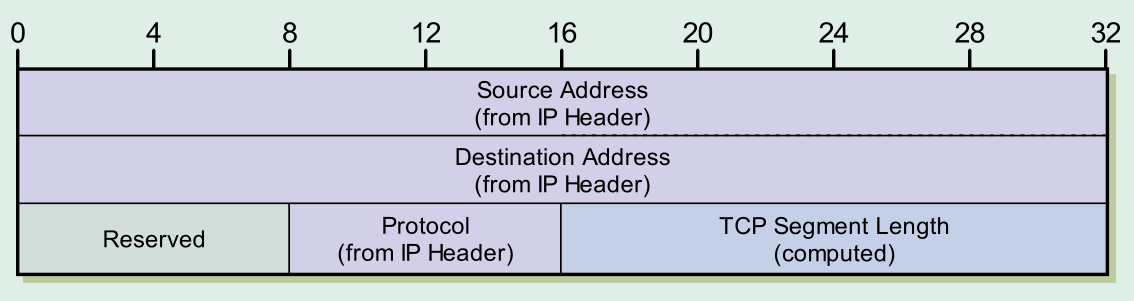 0 4 8 12 16 20 24 28 32
Source Address
(from IP Header)
Destination Address
(from IP Header)
Reserved
Protocol
(from IP Header)
TCP Segment Length
(computed)